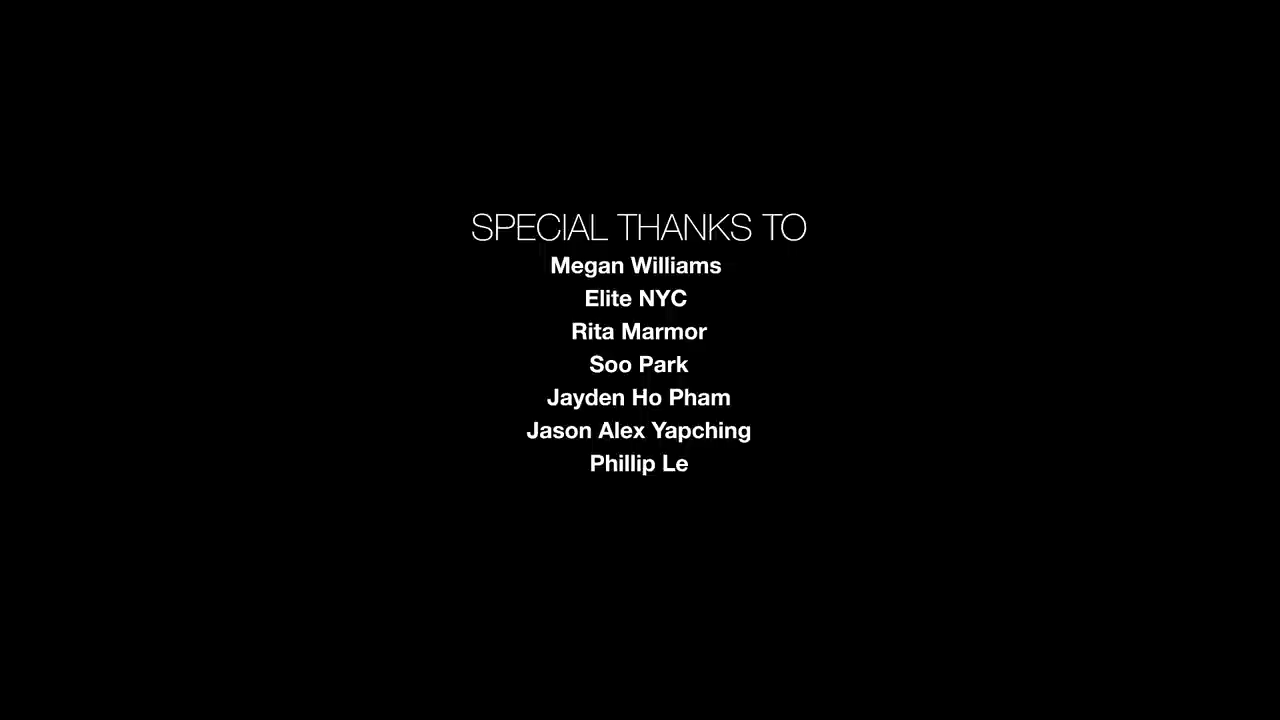 SPECIAL THANKS TO
Megan Williams
Elite NYC
Rita Marmor
Soo Park
Jayden Ho Pham
Jason Alex Yapching
Phillip Le